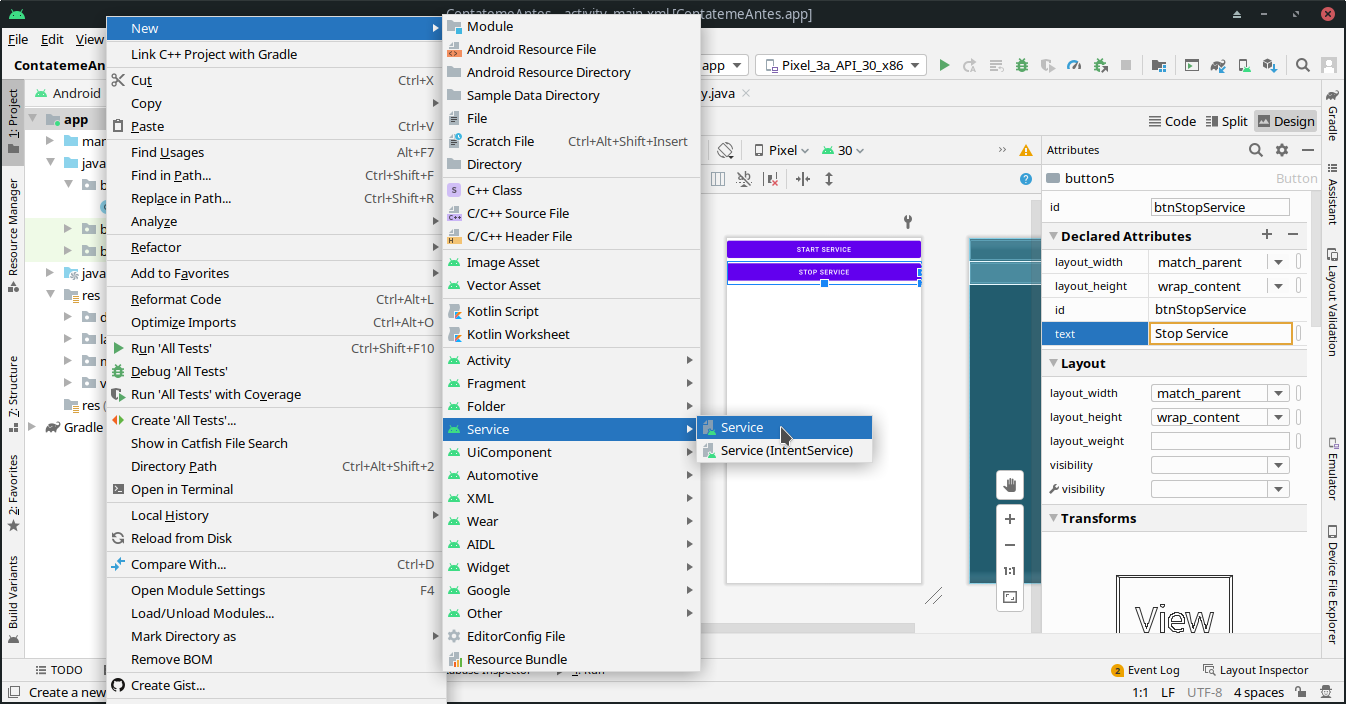 ContatemeAntes – activity_main.xml [ContatemeAntes.app]
File Edit View
ContatemeAn
app
Pixel_3a_API_30_x86
Android
y.java
1: Project
Resource Manager
7: Structure
2: Favorites
Build Variants
app
mar
java
b
b
b
java
res
d
la
m
v
res (
Gradle
New
Link C++ Project with Gradle
Cut Ctrl+X
Copy
Paste Ctrl+V
Find Usages Alt+F7
Find in Path... Ctrl+Shift+F
Replace in Path... Ctrl+Shift+R
Analyze
Refactor
Add to Favorites
Reformat Code Ctrl+Alt+L
Optimize Imports Ctrl+Alt+O
Run 'All Tests' Ctrl+Shift+F10
Debug 'All Tests'
Run 'All Tests' with Coverage
Create 'All Tests'...
Show in Catfish File Search
Directory Path Ctrl+Alt+Shift+2
Open in Terminal
Local History
Reload from Disk
Compare With... Ctrl+D
Open Module Settings F4
Load/Unload Modules...
Mark Directory as
Remove BOM
Create Gist...
Module
Android Resource File
Android Resource Directory
Sample Data Directory
File
Scratch File Ctrl+Alt+Shift+Insert
Directory
S C++ Class
C++ C/C++ Source File
H C/C++ Header File
Image Asset
Vector Asset
Kotlin Script
Kotlin Worksheet
Activity
Fragment
Folder
Service
UiComponent
Automotive
XML
Wear
AIDL
Widget
Google
Other
EditorConfig File
Resource Bundle
Service
Service (IntentService)
Code Split Design
Pixel 30
START SERVICE
STOP SERVICE
1:1
Attributes
button5 Button
id btnStopService
Declared Attributes
layout_width match_parent
layout_height wrap_content
id btnStopService
text Stop Service
Layout
layout_width match_parent
layout_height wrap_content
layout_weight
visibility
visibility
Transforms
View
Gradle
Assistant
Layout Validation
Emulator
Device File Explorer
TODO
base Inspector
4: Run
2 Event Log
Layout Inspector
Create a new
1:1 LF UTF-8 4 spaces